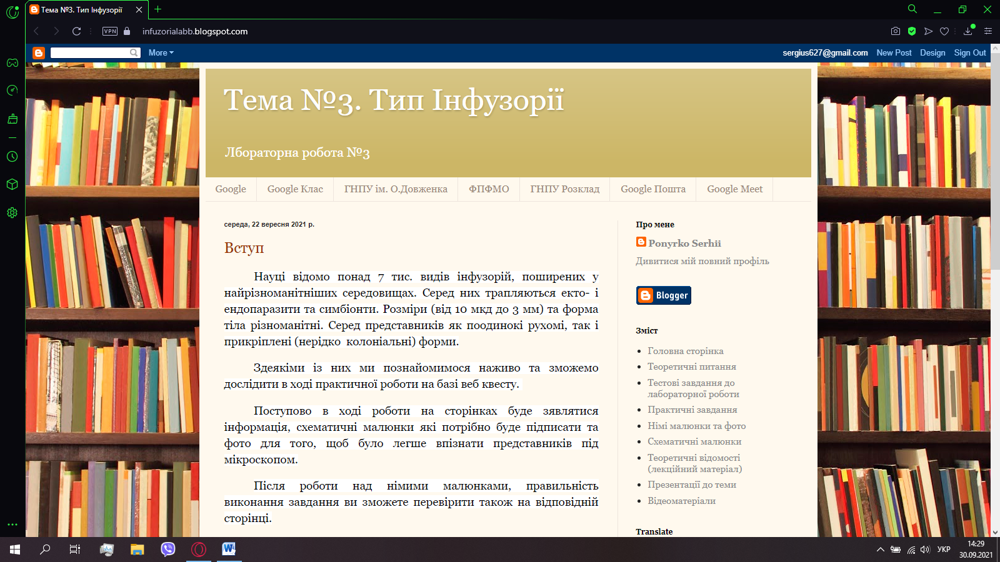 Тема №3. Тип Інфузорії
VPN
infuzorialabb.blogspot.com
More
sergius627@gmail.com New Post Design Sign Out
Тема №3. Тип Інфузорії
Лбораторна робота №3
Google Google Клас ГНПУ ім. О.Довженка ФПФМО ГНПУ Розклад Google Пошта Google Meet
середа, 22 вересня 2021 р.
Вступ
Науці відомо понад 7 тис. видів інфузорій, поширених у
найрізноманітніших середовищах. Серед них трапляються екто- і
ендопаразити та симбіонти. Розміри (від 10 мкд до 3 мм) та форма
тіла різноманітні. Серед представників як поодинокі рухомі, так і
прикріплені (нерідко колоніальні) форми.
Здеякіми із них ми познайомимося наживо та зможемо
дослідити в ході практичної роботи на базі веб квесту.
Поступово в ході роботи на сторінках буде зявлятися
інформація, схематичні малюнки які потрібно буде підписати та
фото для того, щоб було легше впізнати представників під
мікроскопом.
Після роботи над німими малюнками, правильність
виконання завдання ви зможете перевірити також на відповідній
сторінці.
Про мене
Ponyrko Serhii
Дивитися мій повний профіль
Blogger
Зміст
Головна сторінка
Теоретичні питання
Тестові завдання до
лабораторної роботи
Практичні завдання
Німі малюнки та фото
Схематичні малюнки
Теоретичні відомості
(лекційний матеріал)
Презентації до теми
Відеоматеріали
Translate
УКР
14:29
30.09.2021